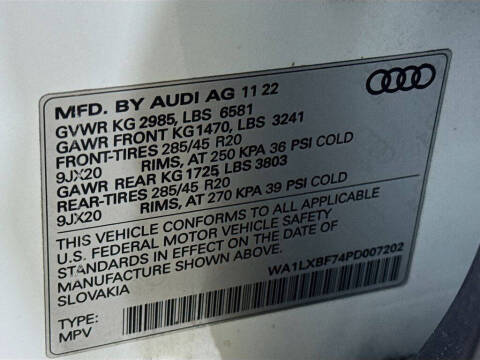 MFD. BY AUDI AG 11 22
GVWR KG 2985, LBS 6581
GAWR FRONT KG1470, LBS 3241
FRONT-TIRES 285/45 R20
9JX20 RIMS, AT 250 KPA 36 PSI COLD
GAWR REAR KG 1725, LBS 3803
REAR-TIRES 285/45 R20
9JX20 RIMS, AT 270 KPA 39 PSI COLD
THIS VEHICLE CONFORMS TO ALL APPLICABLE
U.S. FEDERAL MOTOR VEHICLE SAFETY
STANDARDS IN EFFECT ON THE DATE OF
MANUFACTURE SHOWN ABOVE.
SLOVAKIA
WA1LXBF74PD007202
TYPE:
MPV